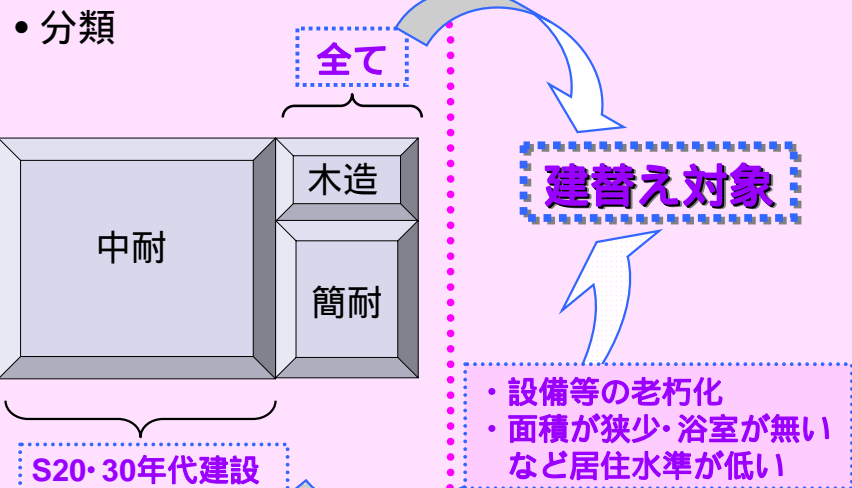 • 分類
全て
木造
中耐
簡耐
S20･30年代建設
建替え対象
・設備等の老朽化
・面積が狭少･浴室が無い
など居住水準が低い